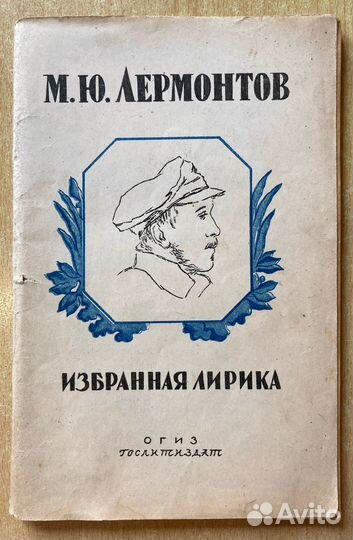 М.Ю. ЛЕРМОНТОВ
ИЗБРАННАЯ ЛИРИКА
ОГИЗ
ГОСЛИТИЗДАТ
Avito